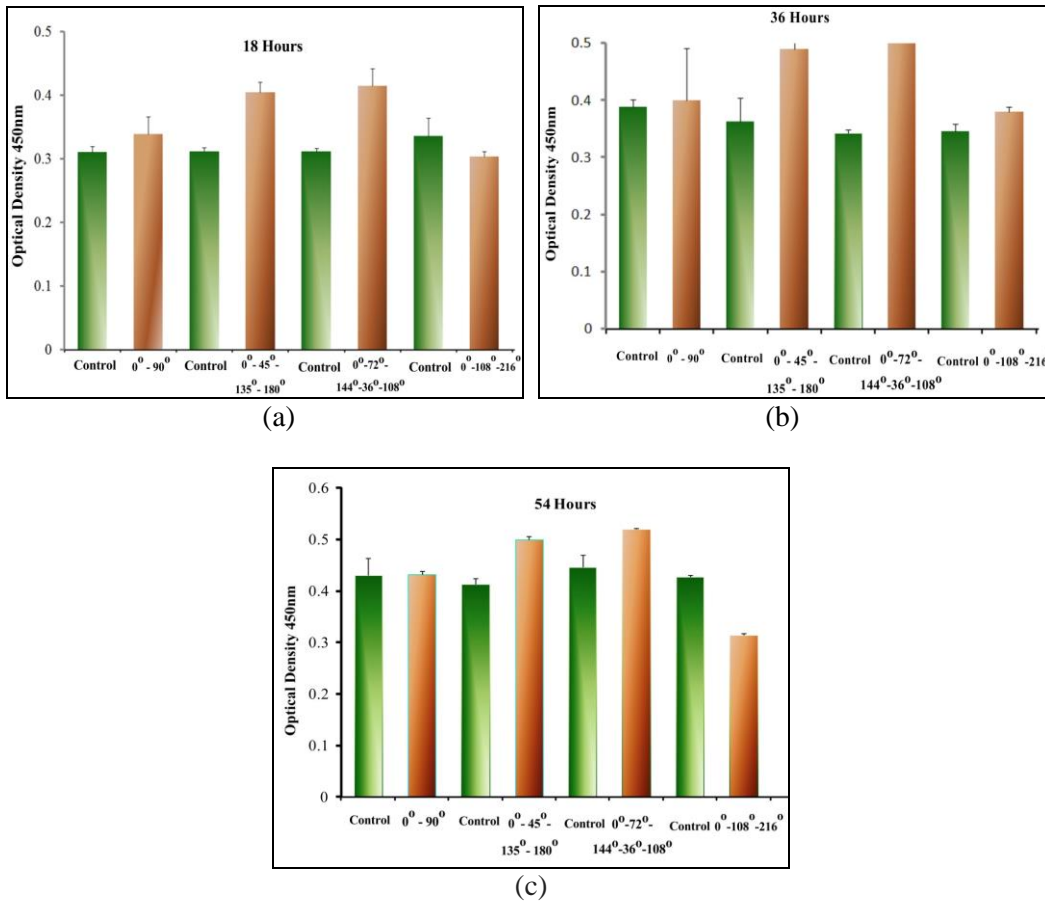 18 Hours
Optical Density 450nm
0.5
0.4
0.3
0.2
0.1
0
Control 0⁰ - 90⁰ Control 0⁰ - 45⁰ - Control 0⁰-72⁰- Control 0⁰-108⁰-216⁰
135⁰- 180⁰ 144⁰-36⁰-108⁰
(a)
36 Hours
0.5
0.4
0.3
0.2
0.1
0
Control 0⁰ - 90⁰ Control 0⁰ - 45⁰- Control 0⁰-72⁰- Control 0⁰-108⁰-216⁰
135⁰- 180⁰ 144⁰-36⁰-108⁰
(b)
54 Hours
Optical Density 450nm
0.6
0.5
0.4
0.3
0.2
0.1
0
Control 0⁰ - 90⁰ Control 0⁰ - 45⁰ - Control 0⁰-72⁰- Control 0⁰-108⁰-216⁰
135⁰- 180⁰ 144⁰-36⁰-108⁰
(c)